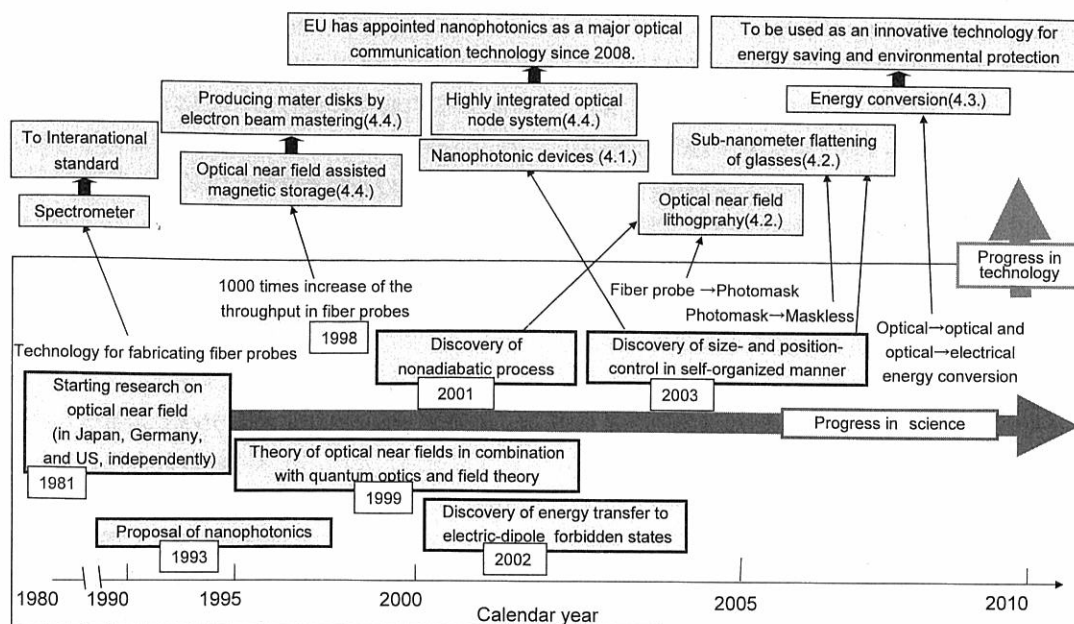 EU has appointed nanophotonics as a major optical
communication technology since 2008.
To be used as an innovative technology for
energy saving and environmental protection
Producing mater disks by
electron beam mastering(4.4.)
Highly integrated optical
node system(4.4.)
Energy conversion(4.3.)
To Interanational
standard
Optical near field assisted
magnetic storage(4.4.)
Nanophotonic devices (4.1.)
Sub-nanometer flattening
of glasses(4.2.)
Spectrometer
Optical near field
lithogprahy(4.2.)
Progress in
technology
1000 times increase of the
throughput in fiber probes
1998
Fiber probe →Photomask
Photomask→Maskless
Optical→optical and
optical→electrical
energy conversion
Technology for fabricating fiber probes
Discovery of
nonadiabatic process
2001
Discovery of size- and position-
control in self-organized manner
2003
Starting research on
optical near field
(in Japan, Germany,
and US, independently)
1981
Progress in science
Theory of optical near fields in combination
with quantum optics and field theory
1999
Discovery of energy transfer to
electric-dipole forbidden states
2002
Proposal of nanophotonics
1993
1980 1990 1995 2000 2005 2010
Calendar year